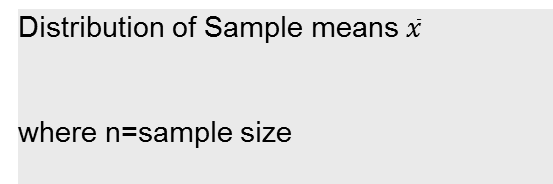 Distribution of Sample means x̄
where n=sample size